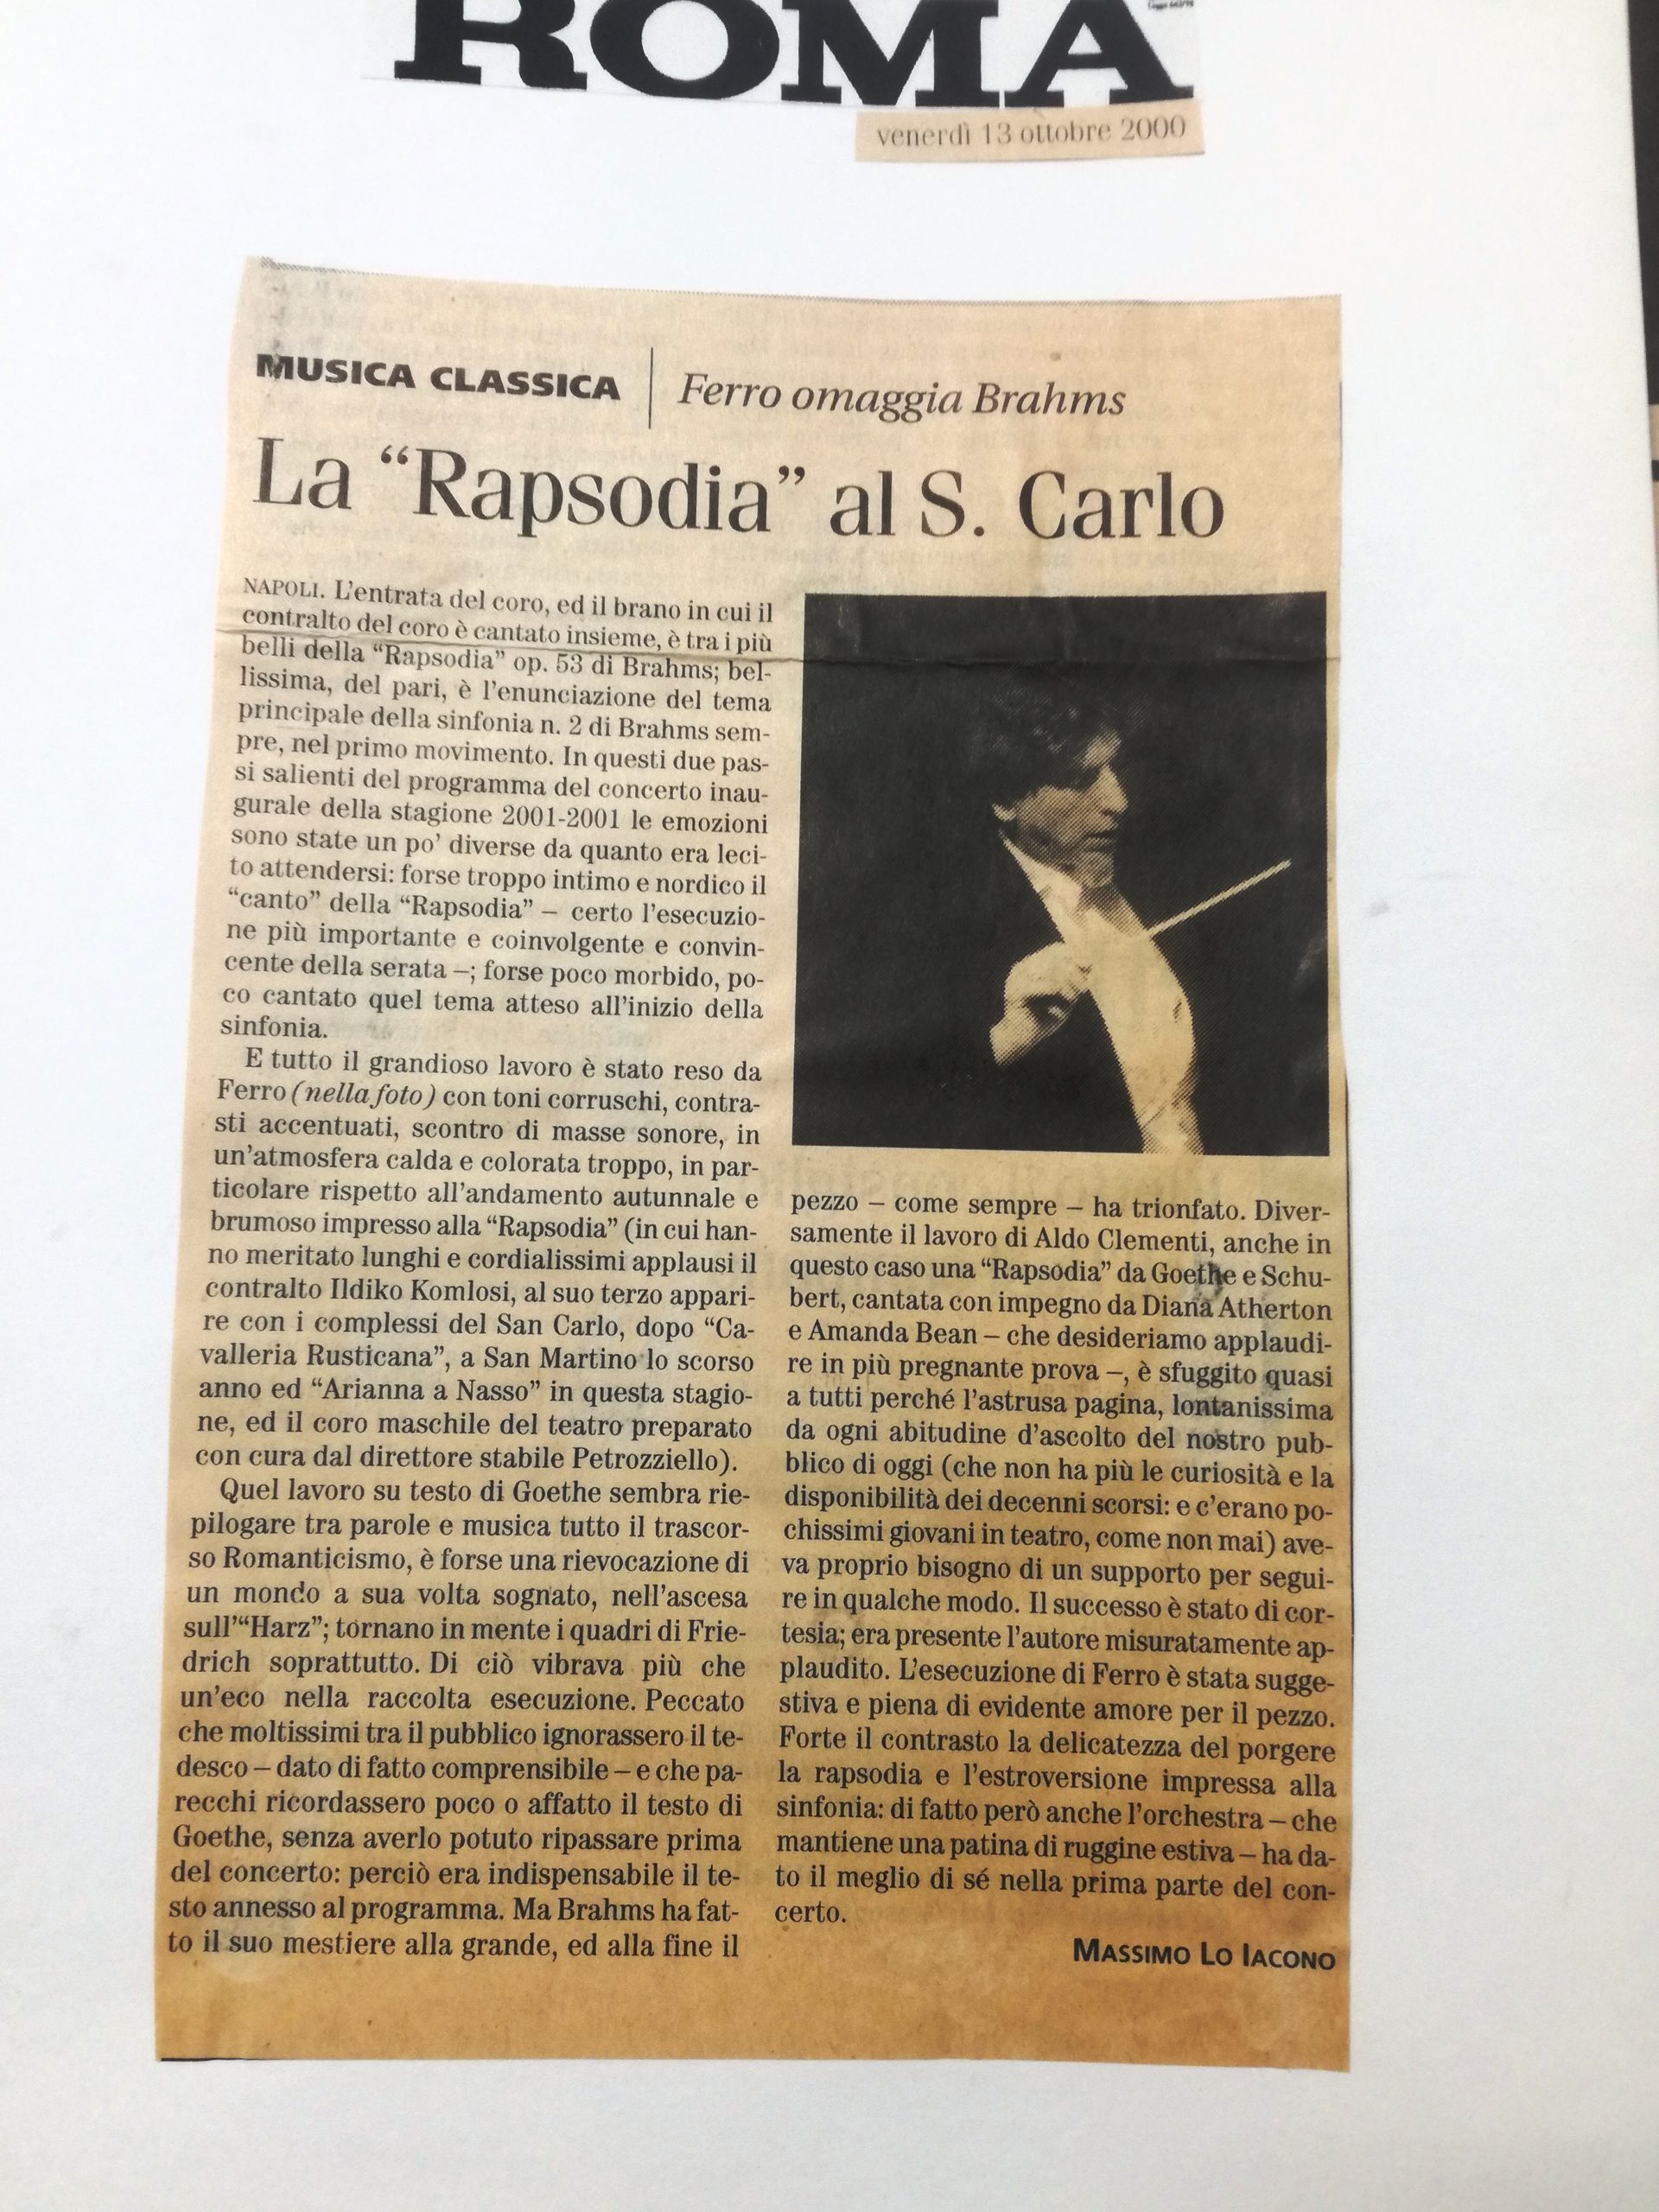 ROMA
venerdì 13 ottobre 2000
MUSICA CLASSICA
Ferro omaggia Brahms
La “Rapsodia” al S. Carlo
NAPOLI. L’entrata del coro, ed il brano in cui il
contralto del coro è cantato insieme, è tra i più
belli della “Rapsodia” op. 53 di Brahms; bel-
lissima, del pari, è l’enunciazione del tema
principale della sinfonia n. 2 di Brahms sem-
pre, nel primo movimento. In questi due pas-
si salienti del programma del concerto inau-
gurale della stagione 2001-2001 le emozioni
sono state un po’ diverse da quanto era leci-
to attendersi: forse troppo intimo e nordico il
“canto” della “Rapsodia” – certo l’esecuzio-
ne più importante e coinvolgente e convin-
cente della serata –; forse poco morbido, po-
co cantato quel tema atteso all’inizio della
sinfonia.
E tutto il grandioso lavoro è stato reso da
Ferro (nella foto) con toni corruschi, contra-
sti accentuati, scontro di masse sonore, in
un’atmosfera calda e colorata troppo, in par-
ticolare rispetto all’andamento autunnale e
brumoso impresso alla “Rapsodia” (in cui han-
no meritato lunghi e cordialissimi applausi il
contralto Ildiko Komlosi, al suo terzo appari-
re con i complessi del San Carlo, dopo “Ca-
valleria Rusticana”, a San Martino lo scorso
anno ed “Arianna a Nasso” in questa stagio-
ne, ed il coro maschile del teatro preparato
con cura dal direttore stabile Petrozziello).
Quel lavoro su testo di Goethe sembra rie-
pilogare tra parole e musica tutto il trascor-
so Romanticismo, è forse una rievocazione di
un mondo a sua volta sognato, nell’ascesa
sull’“Harz”; tornano in mente i quadri di Frie-
drich soprattutto. Di ciò vibrava più che
un’eco nella raccolta esecuzione. Peccato
che moltissimi tra il pubblico ignorassero il te-
desco – dato di fatto comprensibile – e che pa-
recchi ricordassero poco o affatto il testo di
Goethe, senza averlo potuto ripassare prima
del concerto: perciò era indispensabile il te-
sto annesso al programma. Ma Brahms ha fat-
to il suo mestiere alla grande, ed alla fine il
pezzo – come sempre – ha trionfato. Diver-
samente il lavoro di Aldo Clementi, anche in
questo caso una “Rapsodia” da Goethe e Schu-
bert, cantata con impegno da Diana Atherton
e Amanda Bean – che desideriamo applaudi-
re in più pregnante prova –, è sfuggito quasi
a tutti perché l’astrusa pagina, lontanissima
da ogni abitudine d’ascolto del nostro pub-
blico di oggi (che non ha più le curiosità e la
disponibilità dei decenni scorsi: e c’erano po-
chissimi giovani in teatro, come non mai) ave-
va proprio bisogno di un supporto per segui-
re in qualche modo. Il successo è stato di cor-
tesia; era presente l’autore misuratamente ap-
plaudito. L’esecuzione di Ferro è stata sugge-
stiva e piena di evidente amore per il pezzo.
Forte il contrasto la delicatezza del porgere
la rapsodia e l’estroversione impressa alla
sinfonia: di fatto però anche l’orchestra – che
mantiene una patina di ruggine estiva – ha da-
to il meglio di sé nella prima parte del con-
certo.
MASSIMO LO IACONO